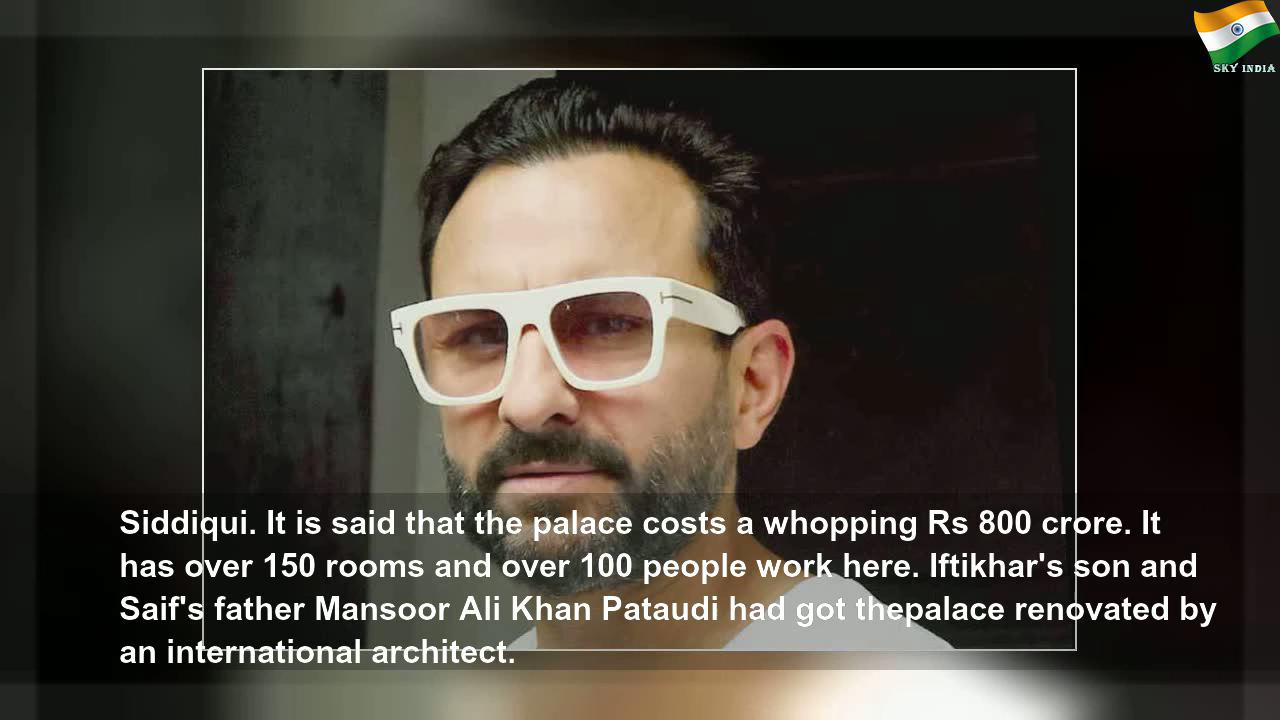 SKY INDIA
Siddiqui. It is said that the palace costs a whopping Rs 800 crore. It
has over 150 rooms and over 100 people work here. Iftikhar's son and
Saif's father Mansoor Ali Khan Pataudi had got thepalace renovated by
an international architect.